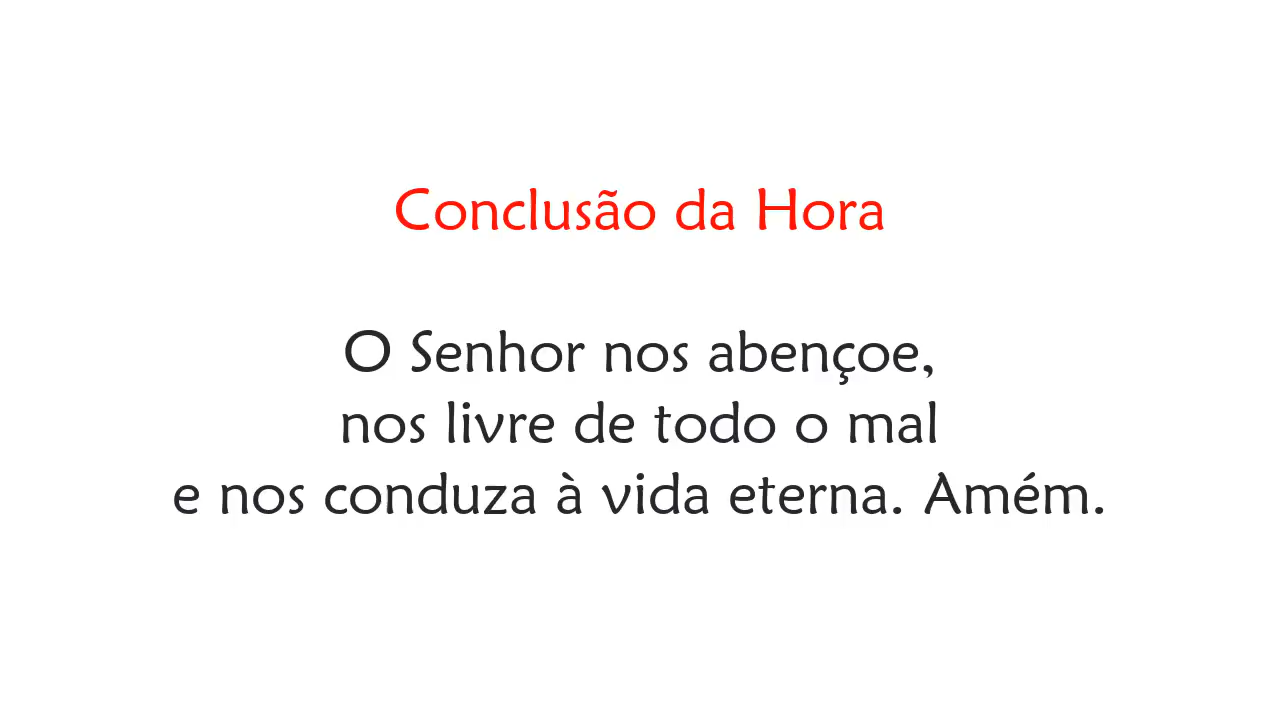 Conclusão da Hora
O Senhor nos abençoe,
nos livre de todo o mal
e nos conduza à vida eterna. Amém.